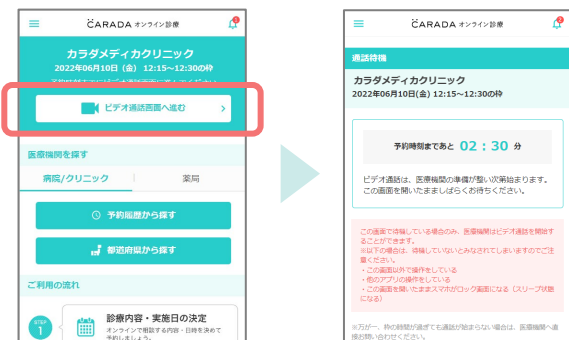 CARADA オンライン診療
カラダメディカクリニック
2022年06月10日（金）12:15～12:30の枠
ビデオ通話画面へ進む
医療機関を探す
病院/クリニック
薬局
予約履歴から探す
都道府県から探す
ご利用の流れ
STEP
1
診療内容・実施日の決定
オンラインで相談する内容・日時を決めて
予約しましょう。
CARADA オンライン診療
通話待機
カラダメディカクリニック
2022年06月10日(金) 12:15～12:30の枠
予約時刻まであと 02 : 30 分
ビデオ通話は、医療機関の準備が整い次第始まります。
この画面を開いたまましばらくお待ちください。
この画面で待機している場合のみ、医療機関はビデオ通話を開始す
ることができます。
※以下の場合は、待機していないとみなされてしまいますのでご注
意ください。
・この画面以外で操作をしている
・他のアプリの操作をしている
・この画面を開いたままスマホがロック画面になる（スリープ状態
になる）
※万が一、枠の時間が過ぎても通話が始まらない場合は、医療機関へ直
接お問い合わせください。